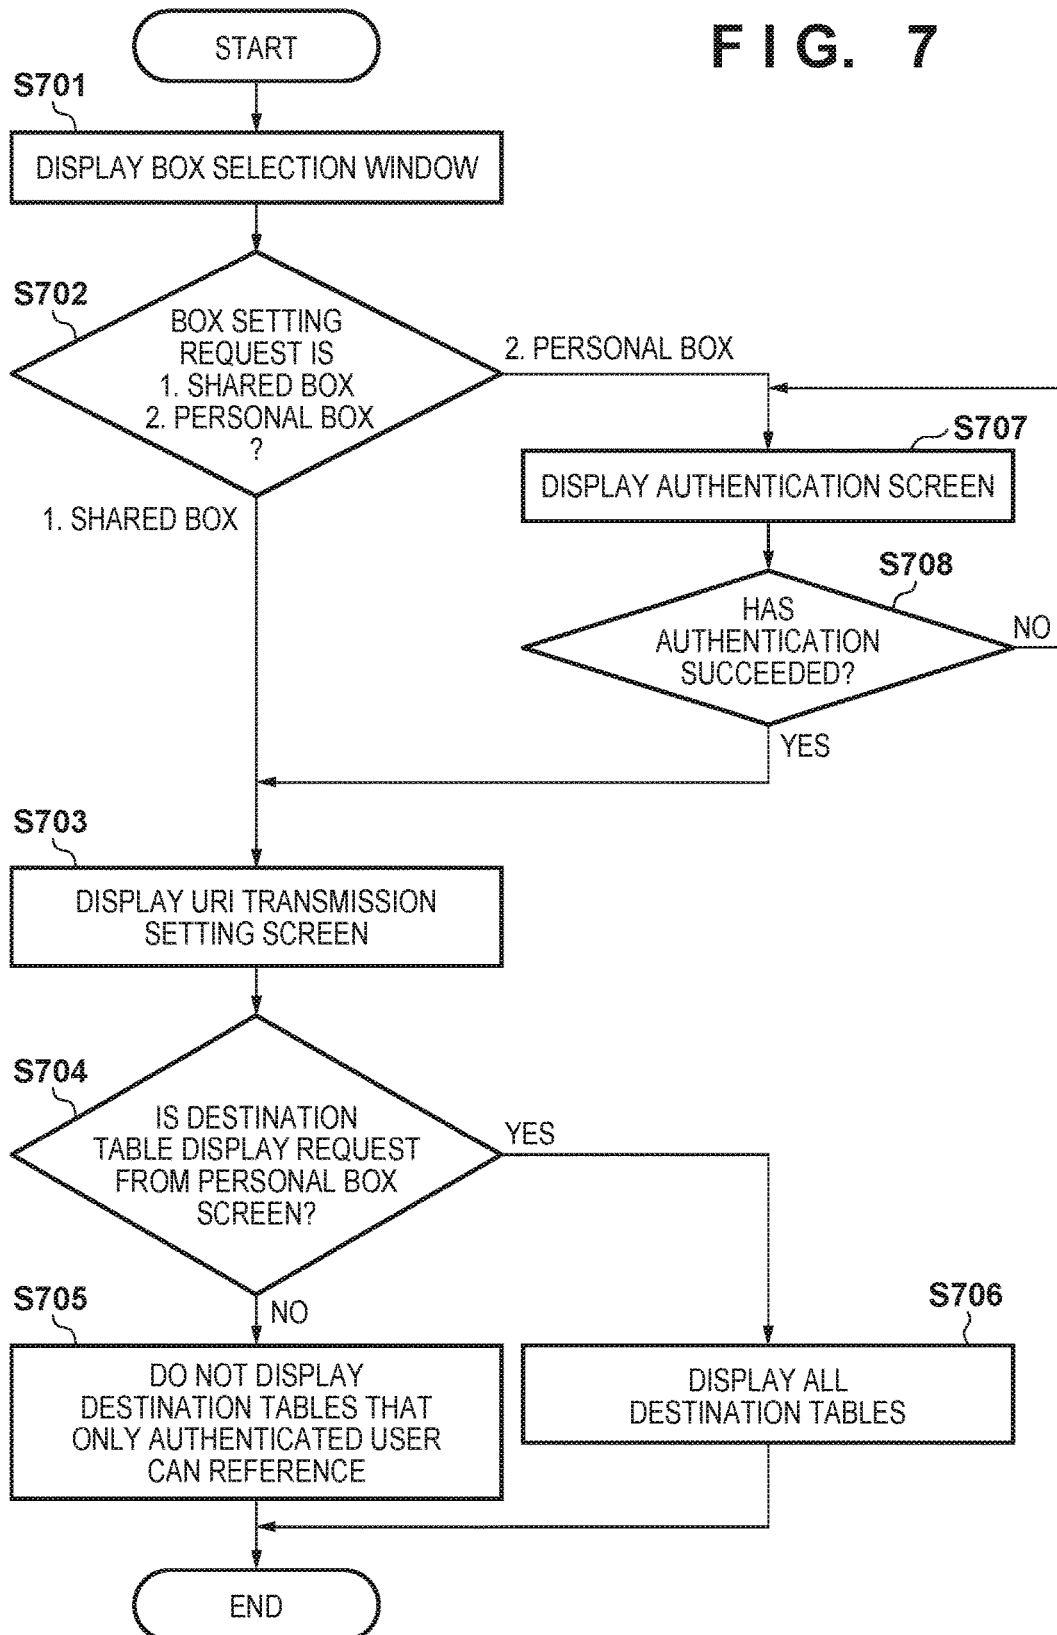 FIG. 7
START
S701
DISPLAY BOX SELECTION WINDOW
S702
BOX SETTING
REQUEST IS
1. SHARED BOX
2. PERSONAL BOX
?
2. PERSONAL BOX
1. SHARED BOX
S707
DISPLAY AUTHENTICATION SCREEN
S708
HAS
AUTHENTICATION
SUCCEEDED?
NO
YES
S703
DISPLAY URI TRANSMISSION
SETTING SCREEN
S704
IS DESTINATION
TABLE DISPLAY REQUEST
FROM PERSONAL BOX
SCREEN?
YES
NO
S705
DO NOT DISPLAY
DESTINATION TABLES THAT
ONLY AUTHENTICATED USER
CAN REFERENCE
S706
DISPLAY ALL
DESTINATION TABLES
END